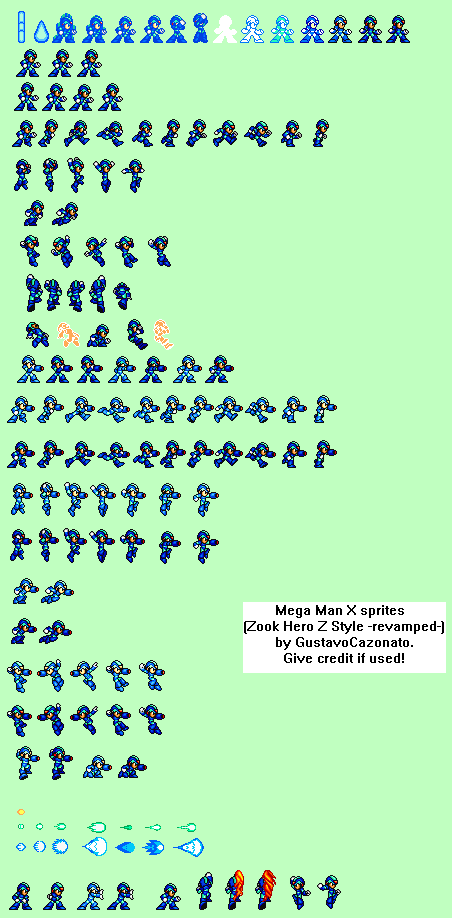 Mega Man X sprites
(Zook Hero Z Style -revamped-)
by GustavoCazonato.
Give credit if used!